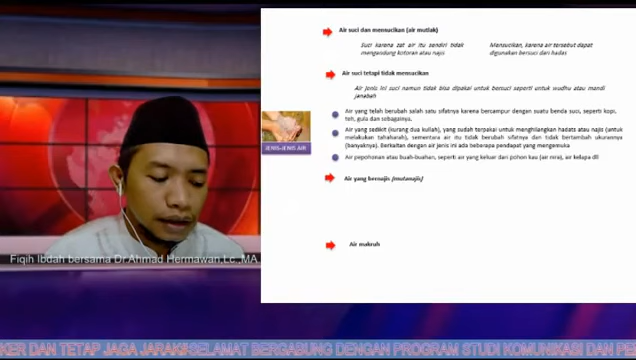 Air suci dan mensucikan (air mutlak)
Suci karena zat air itu sendiri tidak
mengandung kotoran atau najis
Mensucikan, karena air tersebut dapat
digunakan bersuci dari hadas
Air suci tetapi tidak mensucikan
Air jenis ini suci namun tidak bisa dipakai untuk bersuci seperti untuk wudhu atau mandi
janabah
Air yang telah berubah salah satu sifatnya karena bercampur dengan suatu benda suci, seperti kopi,
teh, gula dan sebagainya.
Air yang sedikit (kurang dua kullah), yang sudah terpakai untuk menghilangkan hadats atau najis (untuk
melakukan tahaharah), sementara air itu tidak berubah sifatnya dan tidak bertambah ukurannya
(banyaknya). Berkaitan dengan air jenis ini ada beberapa pendapat yang mengemuka
Air pepohonan atau buah-buahan, seperti air yang keluar dari pohon kau (air nira), air kelapa dll
JENIS-JENIS AIR
Air yang bernajis (mutanajis)
Air makruh
Fiqih Ibdah bersama Dr.Ahmad Hermawan,Lc.,MA.
KER DAN TETAP JAGA JARAK!!SELAMAT BERGABUNG DENGAN PROGRAM STUDI KOMUNIKASI DAN PE